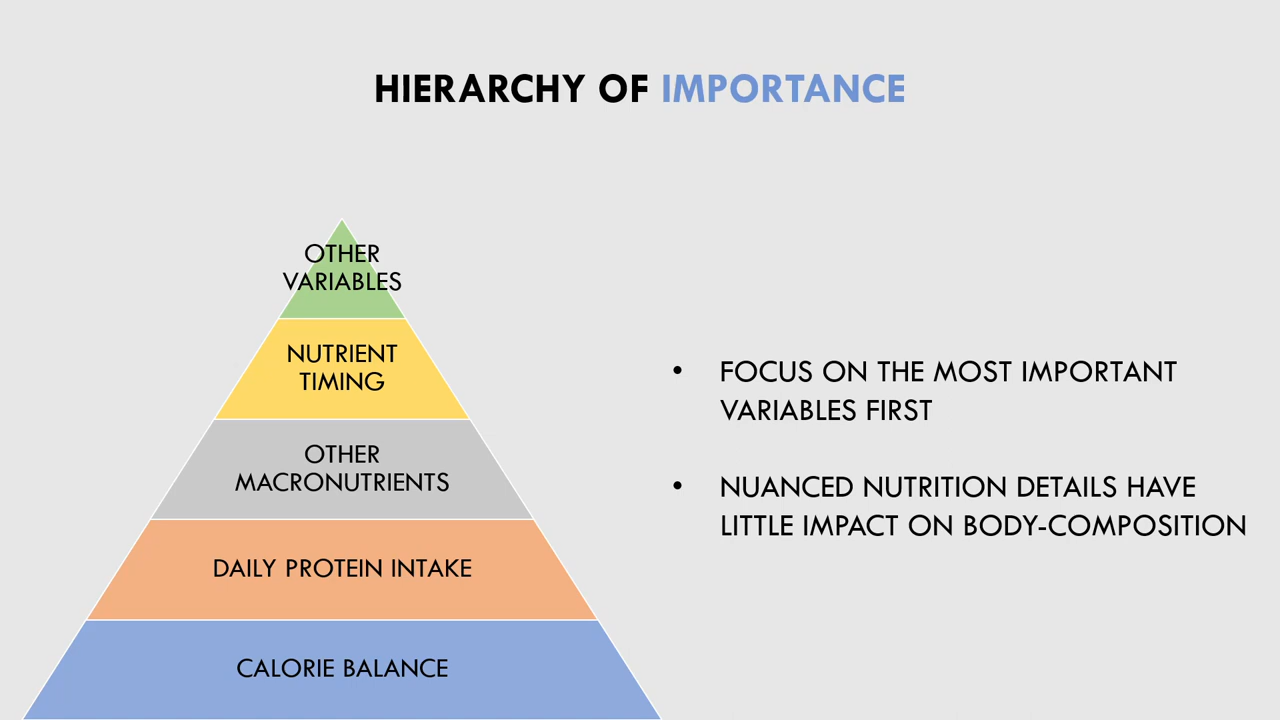 HIERARCHY OF IMPORTANCE
OTHER
VARIABLES
NUTRIENT
TIMING
OTHER
MACRONUTRIENTS
DAILY PROTEIN INTAKE
CALORIE BALANCE
• FOCUS ON THE MOST IMPORTANT
VARIABLES FIRST
• NUANCED NUTRITION DETAILS HAVE
LITTLE IMPACT ON BODY-COMPOSITION